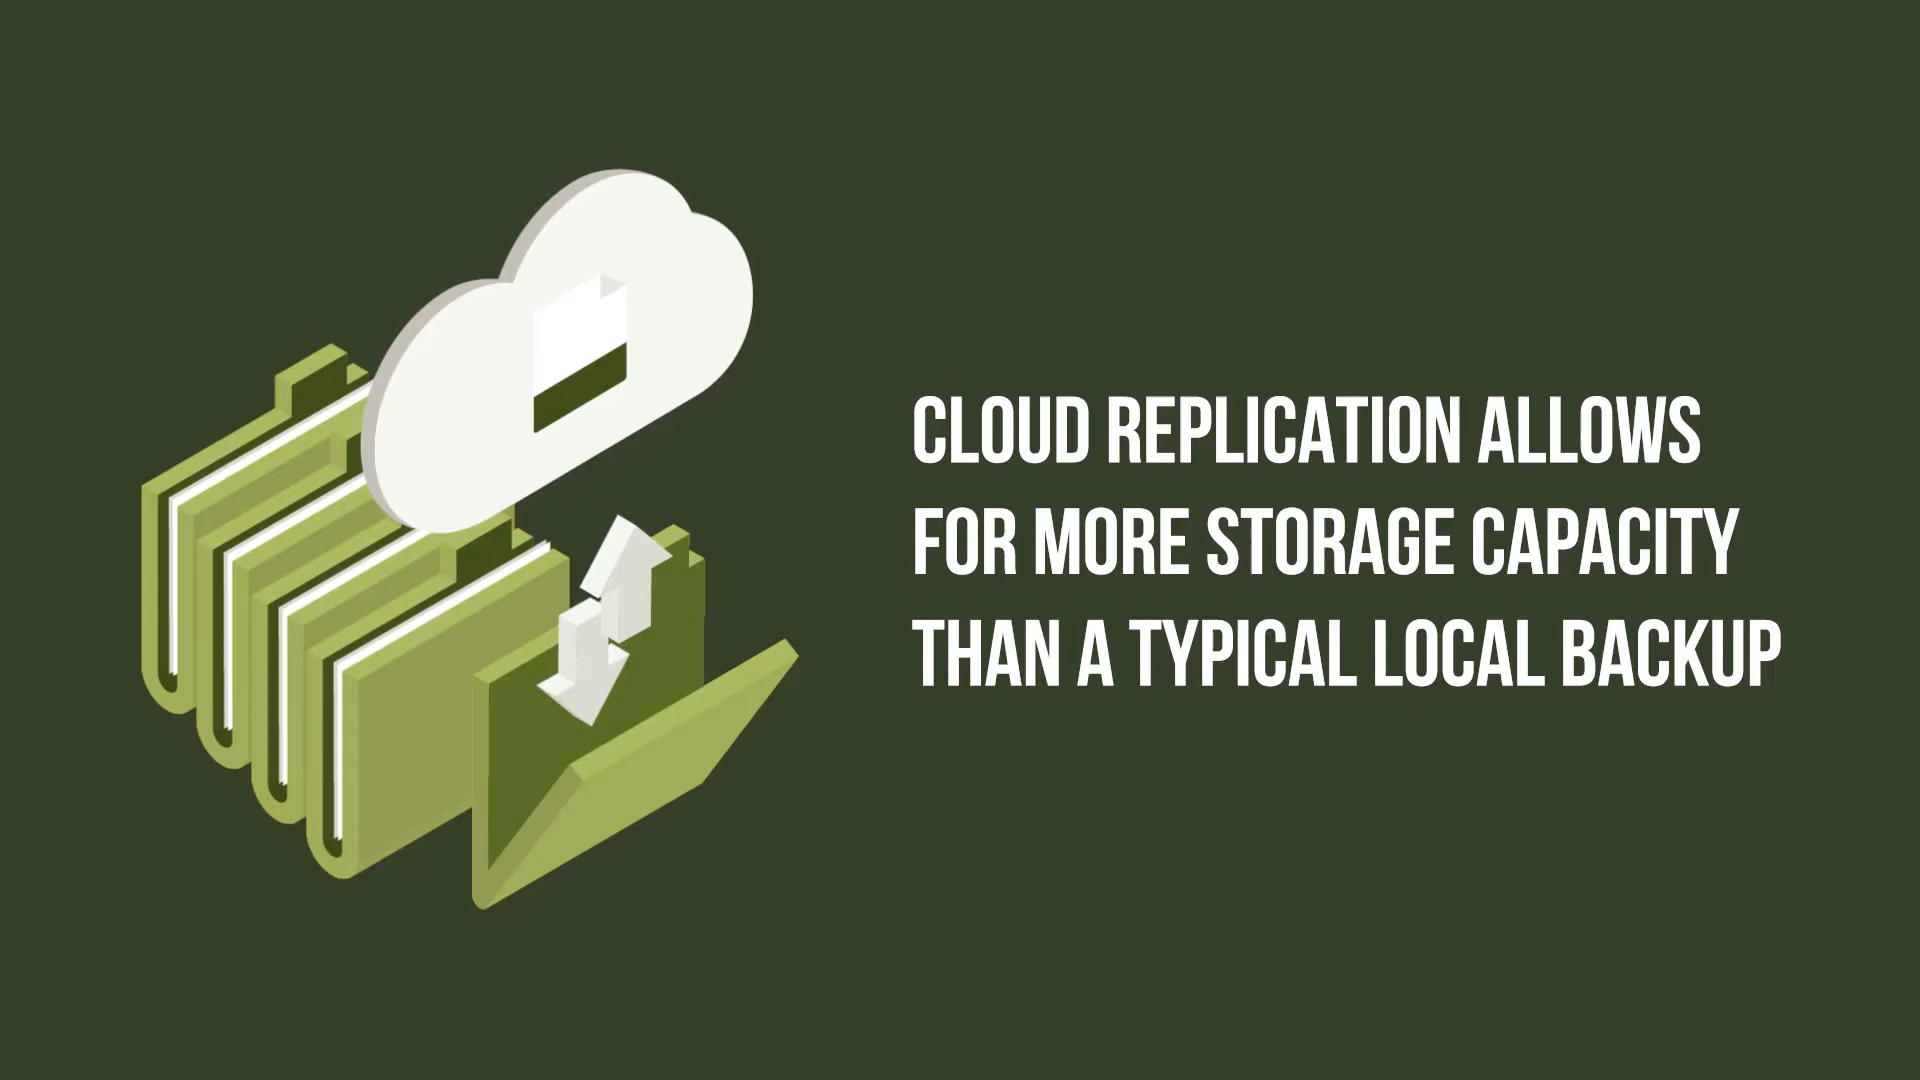 CLOUD REPLICATION ALLOWS
FOR MORE STORAGE CAPACITY
THAN A TYPICAL LOCAL BACKUP